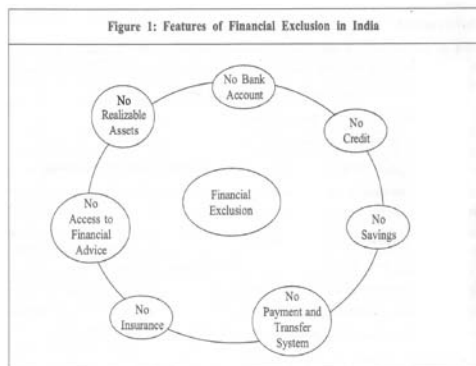 Figure 1: Features of Financial Exclusion in India
No Bank
Account
No
Credit
No
Savings
No
Payment and
Transfer
System
No
Insurance
No
Access to
Financial
Advice
No
Realizable
Assets
Financial
Exclusion